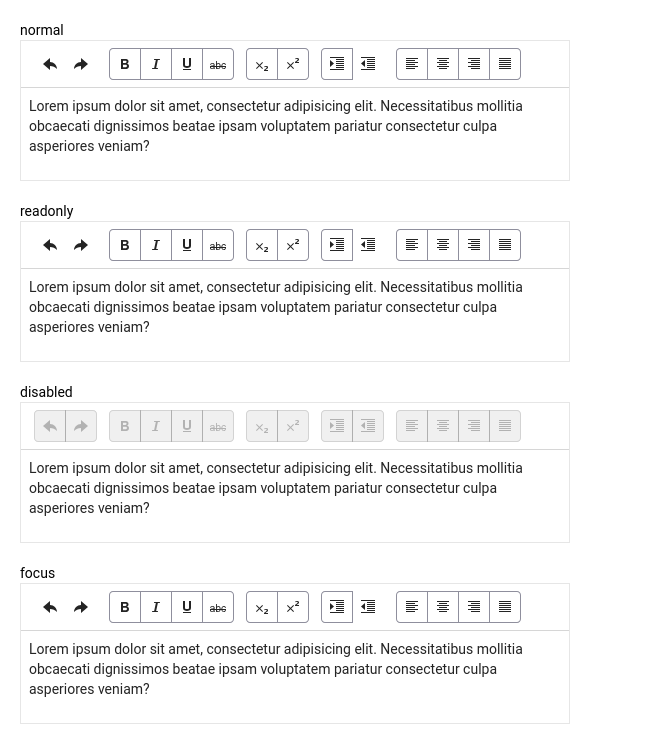 normal
B I U abc ×₂ ×²
Lorem ipsum dolor sit amet, consectetur adipisicing elit. Necessitatibus mollitia
obcaecati dignissimos beatae ipsam voluptatem pariatur consectetur culpa
asperiores veniam?
readonly
B I U abc ×₂ ×²
Lorem ipsum dolor sit amet, consectetur adipisicing elit. Necessitatibus mollitia
obcaecati dignissimos beatae ipsam voluptatem pariatur consectetur culpa
asperiores veniam?
disabled
B I U abc ×₂ ×²
Lorem ipsum dolor sit amet, consectetur adipisicing elit. Necessitatibus mollitia
obcaecati dignissimos beatae ipsam voluptatem pariatur consectetur culpa
asperiores veniam?
focus
B I U abc ×₂ ×²
Lorem ipsum dolor sit amet, consectetur adipisicing elit. Necessitatibus mollitia
obcaecati dignissimos beatae ipsam voluptatem pariatur consectetur culpa
asperiores veniam?